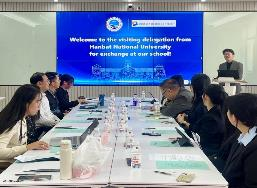 Welcome to the visiting delegation from
Hanbat National University
for exchange at our school!